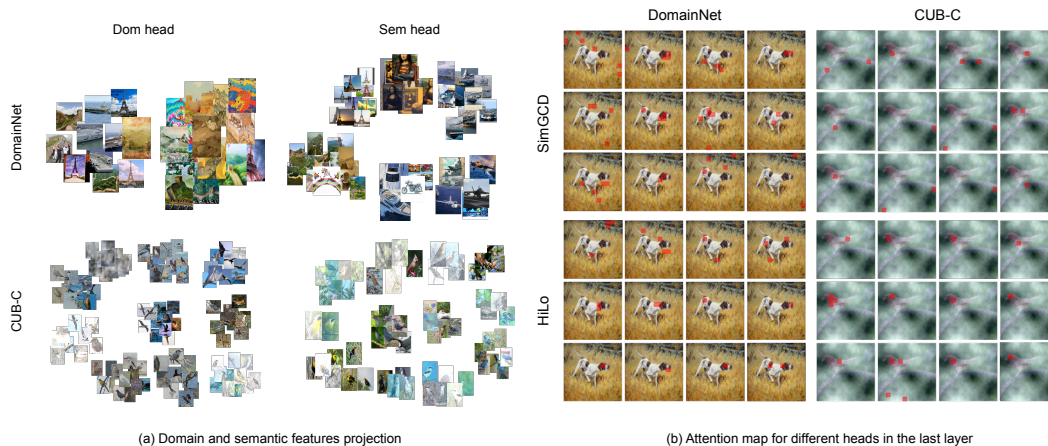 Dom head
Sem head
DomainNet
CUB-C
DomainNet
CUB-C
SimGCD
HiLo
(a) Domain and semantic features projection
(b) Attention map for different heads in the last layer